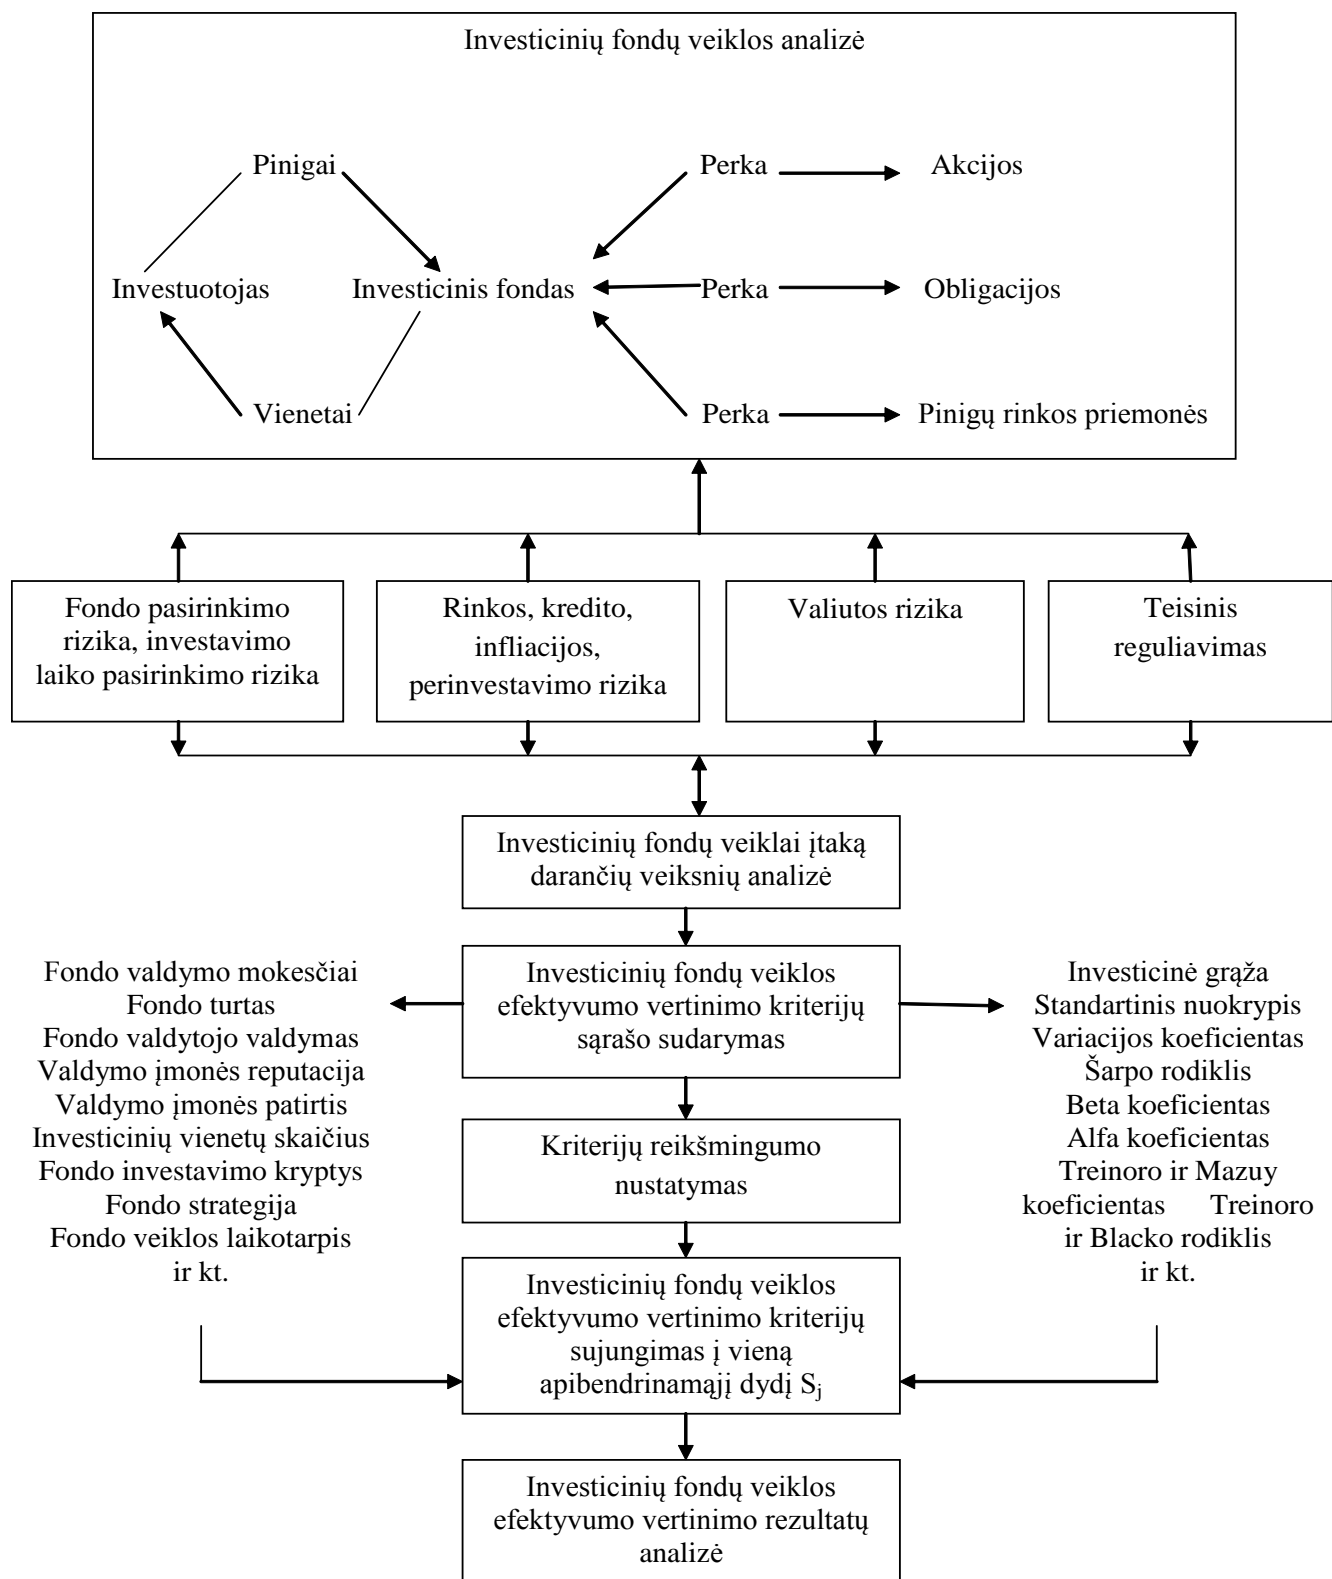 Investicinių fondų veiklos analizė
Pinigai
Perka
Akcijos
Investuotojas
Investicinis fondas
Perka
Obligacijos
Vienetai
Perka
Pinigų rinkos priemonės
Fondo pasirinkimo
rizika, investavimo
laiko pasirinkimo rizika
Rinkos, kredito,
infliacijos,
perinvestavimo rizika
Valiutos rizika
Teisinis
reguliavimas
Investicinių fondų veiklai įtaką
darančių veiksnių analizė
Fondo valdymo mokesčiai
Fondo turtas
Fondo valdytojo valdymas
Valdymo įmonės reputacija
Valdymo įmonės patirtis
Investicinių vienetų skaičius
Fondo investavimo kryptys
Fondo strategija
Fondo veiklos laikotarpis
ir kt.
Investicinių fondų veiklos
efektyvumo vertinimo kriterijų
sąrašo sudarymas
Investicinė grąža
Standartinis nuokrypis
Variacijos koeficientas
Šarpo rodiklis
Beta koeficientas
Alfa koeficientas
Treinoro ir Mazuy
koeficientas Treinoro
ir Blacko rodiklis
ir kt.
Kriterijų reikšmingumo
nustatymas
Investicinių fondų veiklos
efektyvumo vertinimo kriterijų
sujungimas į vieną
apibendrinamąjį dydį Sj
Investicinių fondų veiklos
efektyvumo vertinimo rezultatų
analizė